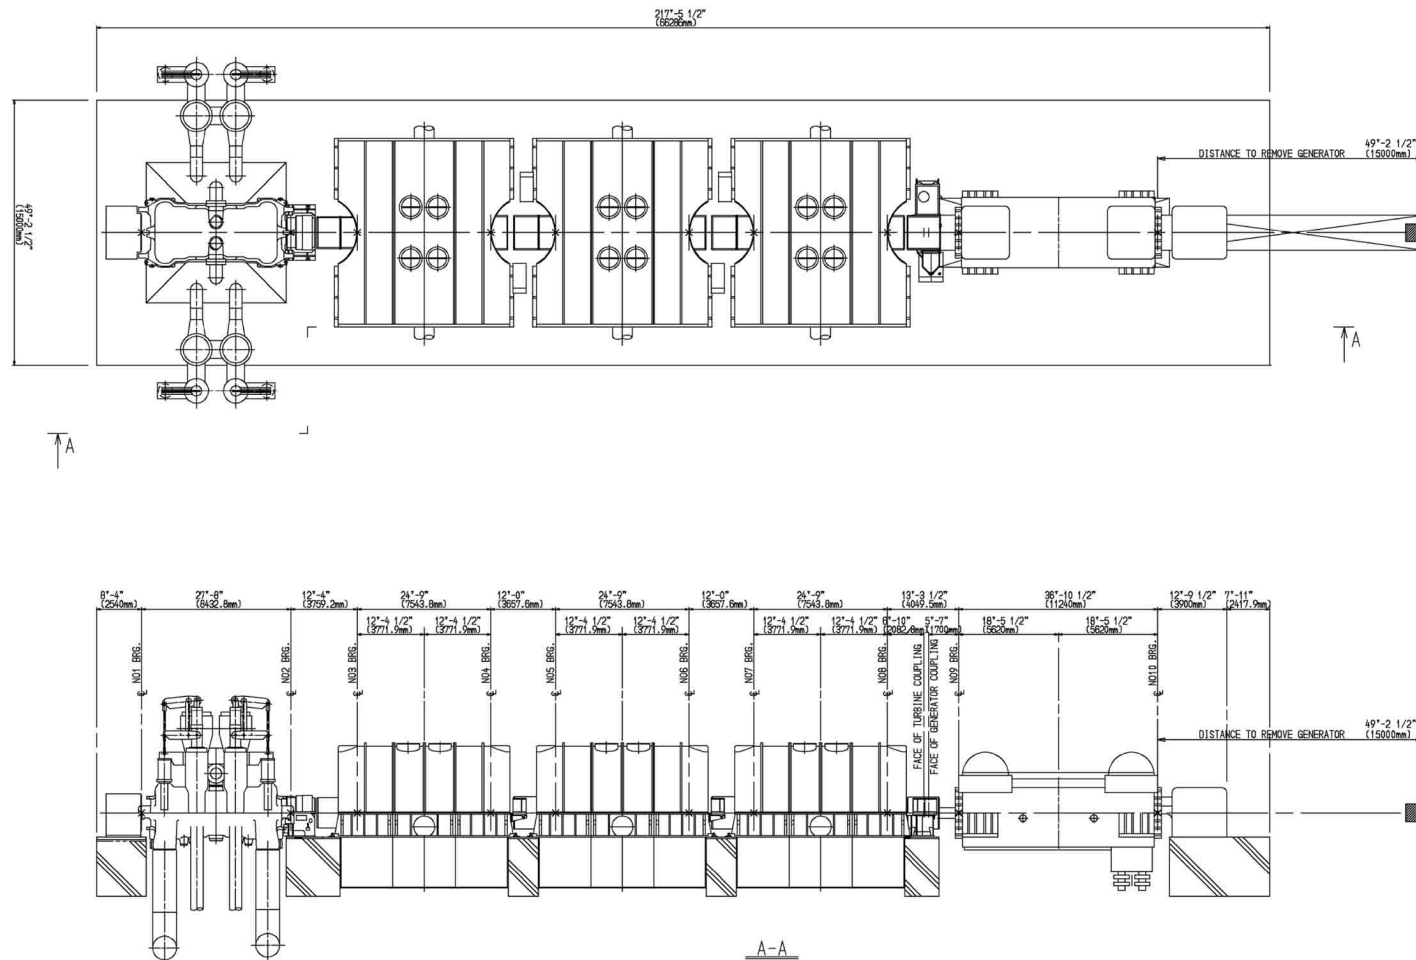 217"-5 1/2"
(66286mm)
49"-2 1/2"
DISTANCE TO REMOVE GENERATOR (15000mm)
49"-2 1/2"
(15000mm)
A
A
8"-4" 27"-8" 12"-4" 24"-9" 12"-0" 24"-9" 12"-0" 24"-9" 13"-3 1/2" 36"-10 1/2" 12"-9 1/2" 7"-11"
(2540mm) (8432.8mm) (3759.2mm) (7543.8mm) (3657.6mm) (7543.8mm) (3657.6mm) (7543.8mm) (4049.5mm) (11240mm) (3900mm) (2417.9mm)
12"-4 1/2" 12"-4 1/2" 12"-4 1/2" 12"-4 1/2" 12"-4 1/2" 12"-4 1/2" 6"-10" 5"-7" 18"-5 1/2" 18"-5 1/2"
(3771.9mm) (3771.9mm) (3771.9mm) (3771.9mm) (3771.9mm) (3771.9mm) (2082.8mm) (1700mm) (5620mm) (5620mm)
NO1 BRG.
NO2 BRG.
NO3 BRG.
NO4 BRG.
NO5 BRG.
NO6 BRG.
NO7 BRG.
NO8 BRG.
FACE OF TURBINE COUPLING
FACE OF GENERATOR COUPLING
NO9 BRG.
NO10 BRG.
49"-2 1/2"
DISTANCE TO REMOVE GENERATOR (15000mm)
A-A